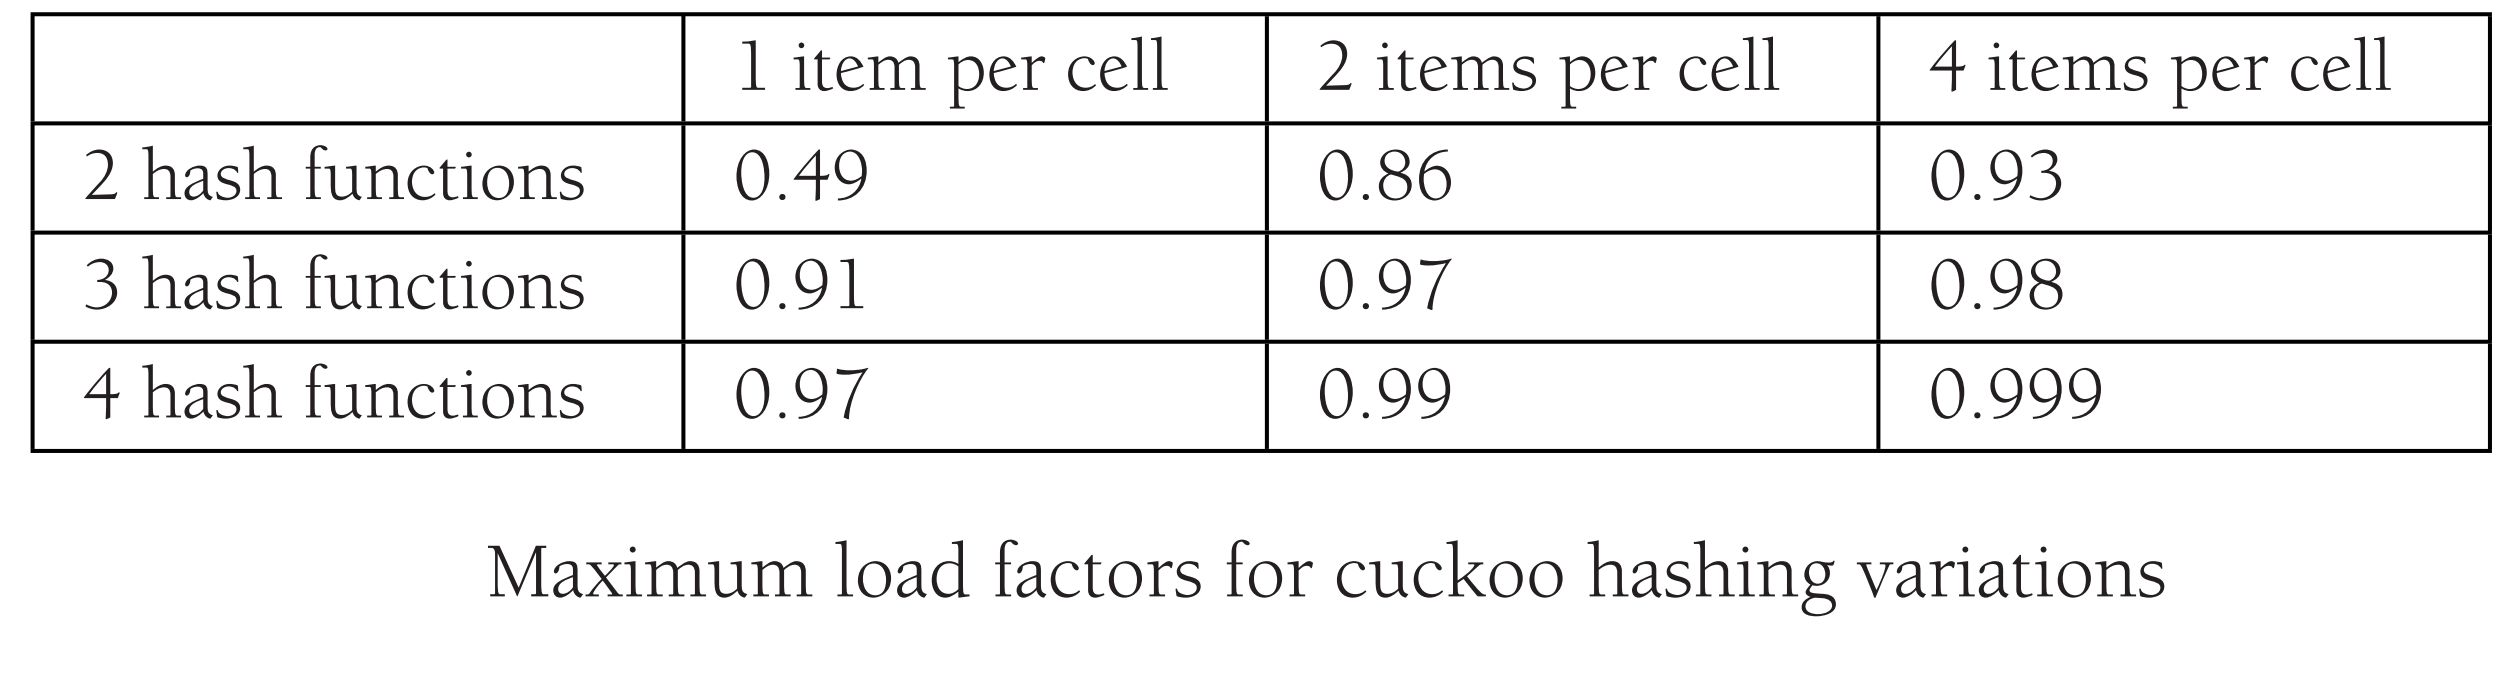 1 item per cell 2 items per cell 4 items per cell
2 hash functions 0.49 0.86 0.93
3 hash functions 0.91 0.97 0.98
4 hash functions 0.97 0.99 0.999
Maximum load factors for cuckoo hashing variations